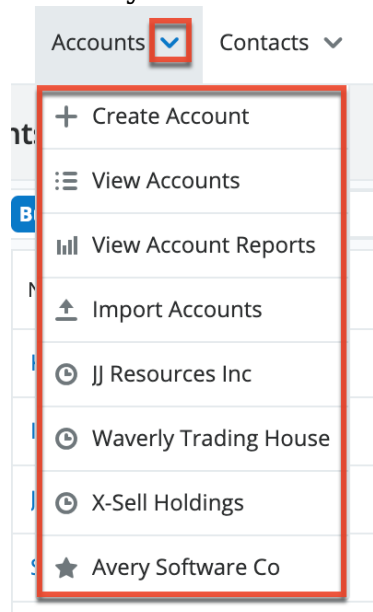 Accounts Contacts
Create Account
View Accounts
View Account Reports
Import Accounts
JJ Resources Inc
Waverly Trading House
X-Sell Holdings
Avery Software Co